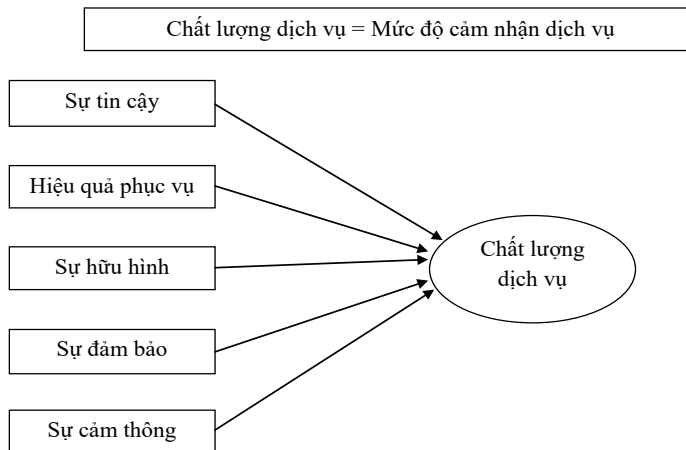 Chất lượng dịch vụ = Mức độ cảm nhận dịch vụ
Sự tin cậy
Hiệu quả phục vụ
Sự hữu hình
Sự đảm bảo
Sự cảm thông
Chất lượng
dịch vụ